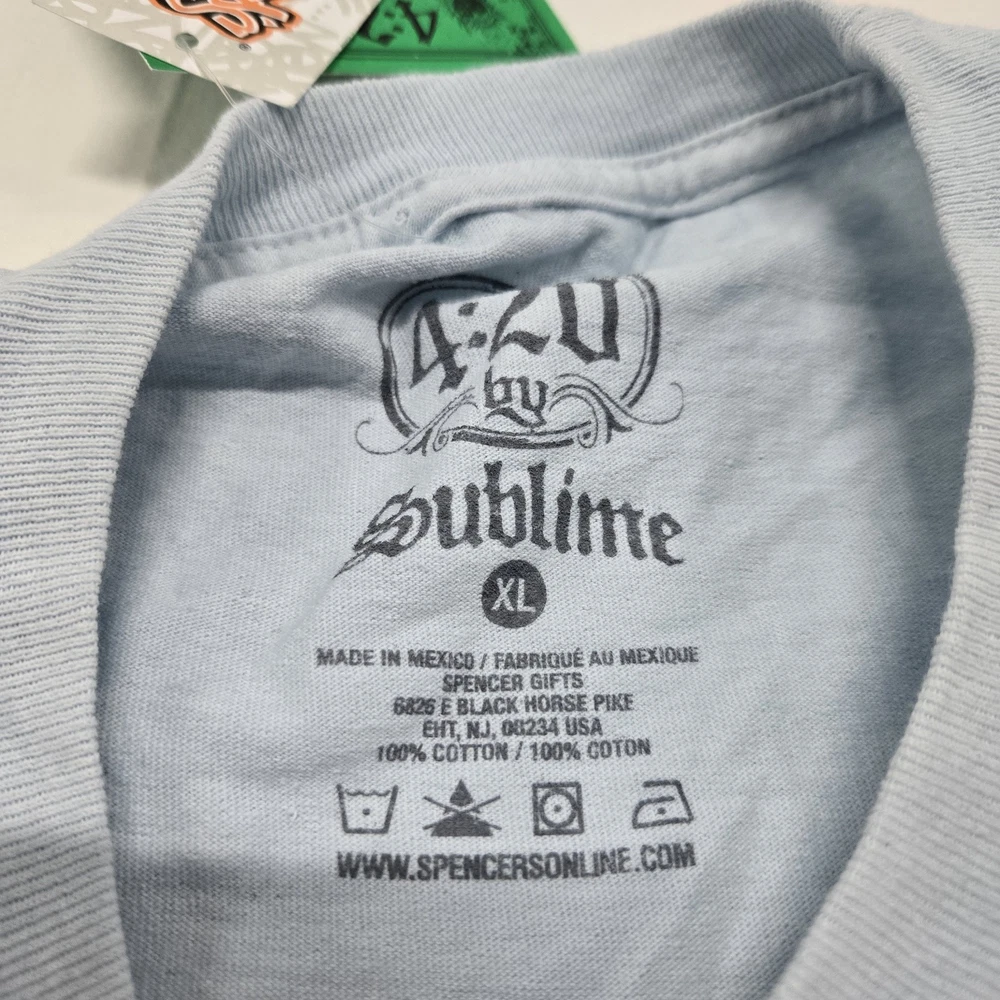 4:20
by
Sublime
XL
MADE IN MEXICO / FABRIQUÉ AU MEXIQUE
SPENCER GIFTS
6826 E BLACK HORSE PIKE
EHT, NJ, 08234 USA
100% COTTON / 100% COTON
WWW.SPENCERSONLINE.COM